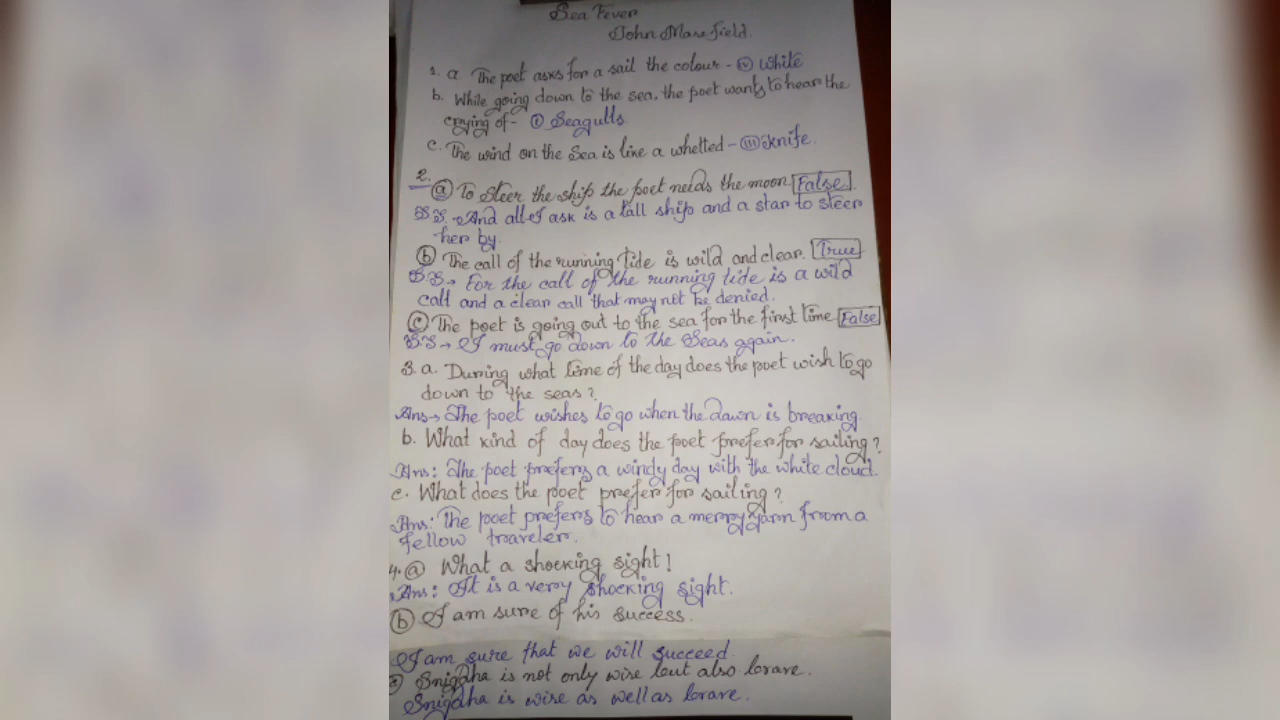 Sea Fever
John Masefield.
1. a. The poet asks for a sail the colour - iv White
b. While going down to the sea, the poet wants to hear the
crying of - i Seagulls
c. The wind on the Sea is like a whetted - iii knife.
2.
a To Steer the ship the poet needs the moon False.
S.S. → And all I ask is a tall ship and a star to steer
her by.
b The call of the running tide is wild and clear. True
S.S. → For the call of the running tide is a wild
call and a clear call that may not be denied.
c The poet is going out to the sea for the first time False
S.S → I must go down to the Seas again.
3. a. During what time of the day does the poet wish to go
down to the seas?
Ans → The poet wishes to go when the dawn is breaking.
b. What kind of day does the poet prefer for sailing?
Ans: The poet prefers a windy day with the white cloud.
c. What does the poet prefer for sailing?
Ans: The poet prefers to hear a merry yarn from a
fellow traveler.
4. a What a shocking sight!
Ans: It is a very shocking sight.
b I am sure of his success.
I am sure that we will succeed.
Snigdha is not only wise but also brave.
Snigdha is wise as well as brave.